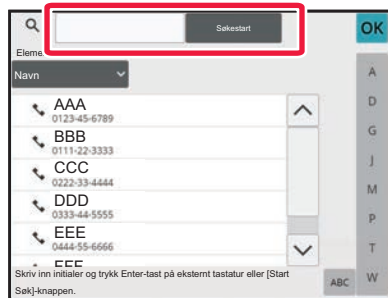 Søkestart
OK
Eleme
Navn
A
AAA
0123-45-6789
D
BBB
0111-22-3333
G
CCC
0222-33-4444
J
DDD
0333-44-5555
M
P
EEE
0444-55-6666
T
EEE
Skriv inn initialer og trykk Enter-tast på eksternt tastatur eller [Start
Søk]-knappen.
ABC
W